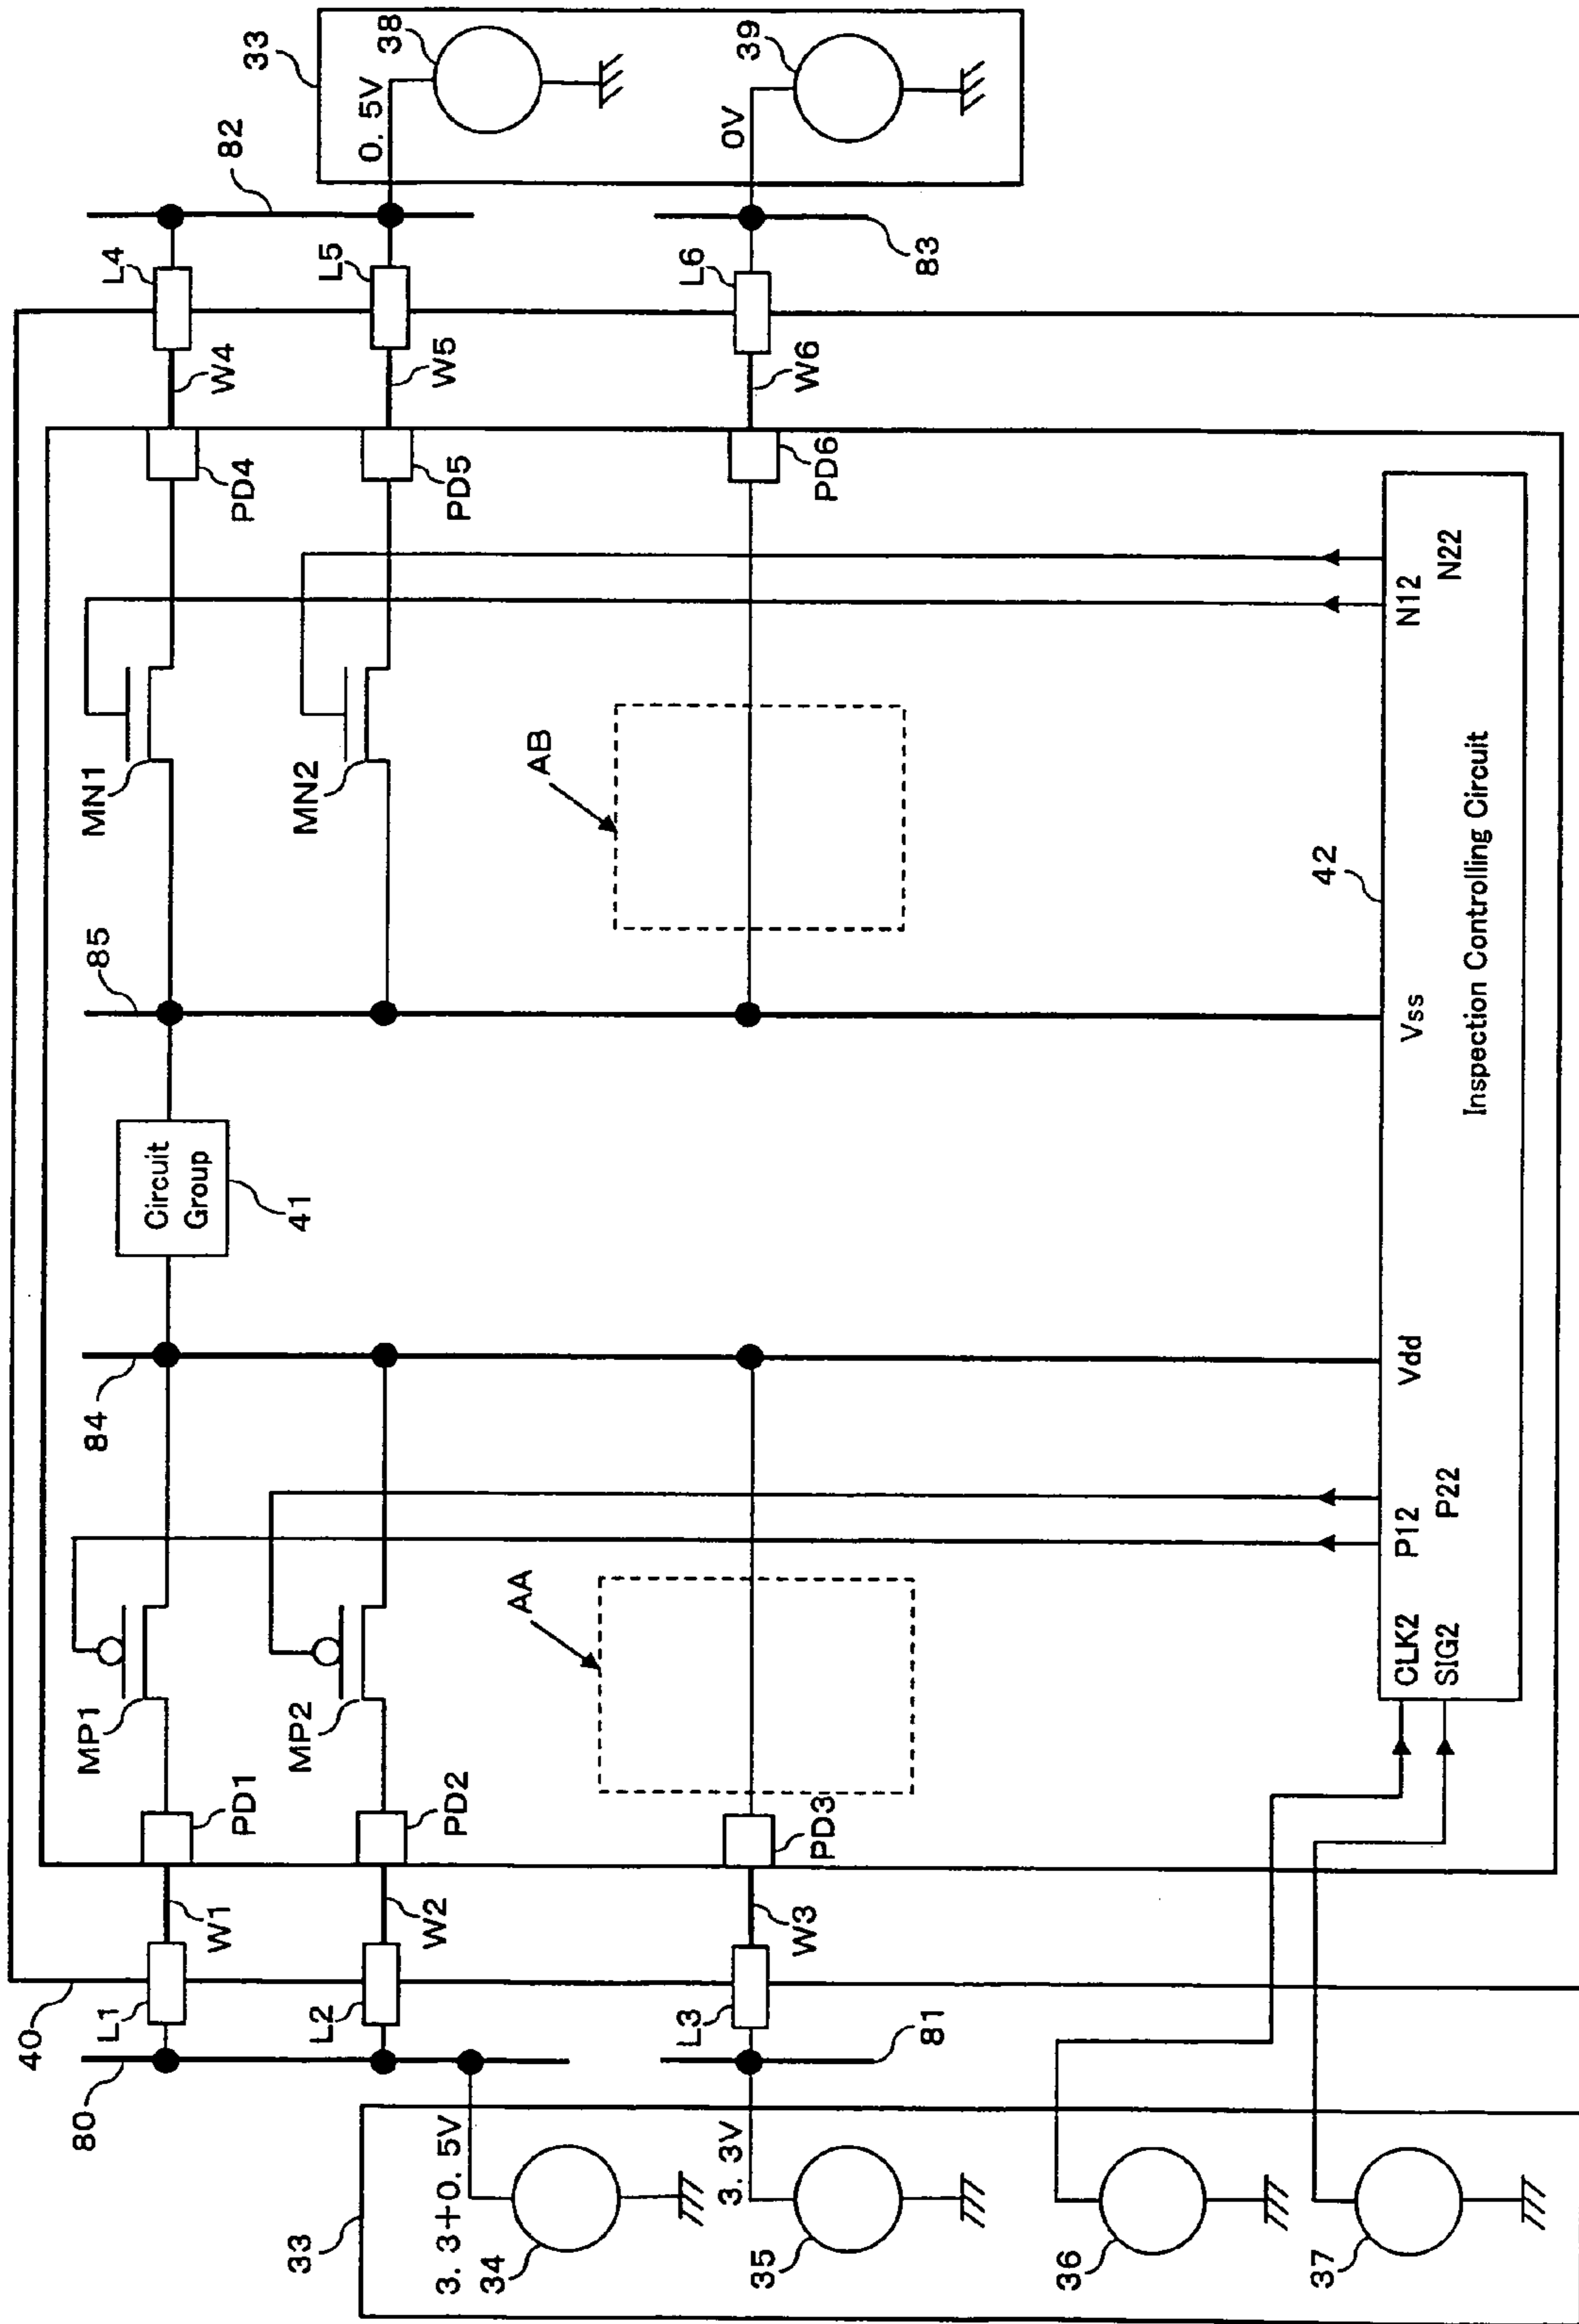 33
38
0. 5V
39
0V
82
83
L4
L5
L6
W4
W5
W6
PD4
PD5
PD6
MN1
MN2
AB
N12
N22
85
Vss
42
Inspection Controlling Circuit
Circuit
Group
41
84
Vdd
P12
P22
CLK2
SIG2
AA
MP1
MP2
PD1
PD2
PD3
W1
W2
W3
40
L1
L2
L3
80
81
33
3. 3+0. 5V
34
3. 3V
35
36
37